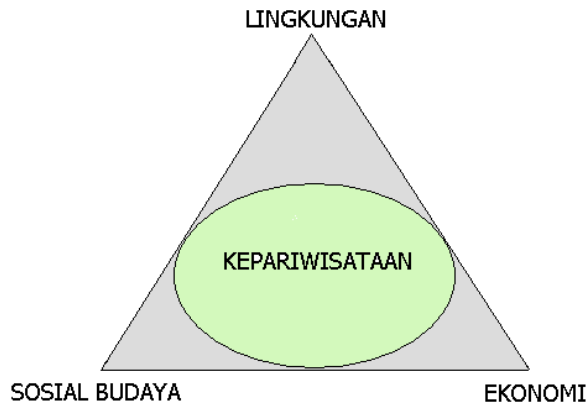 LINGKUNGAN
KEPARIWISATAAN
SOSIAL BUDAYA
EKONOMI